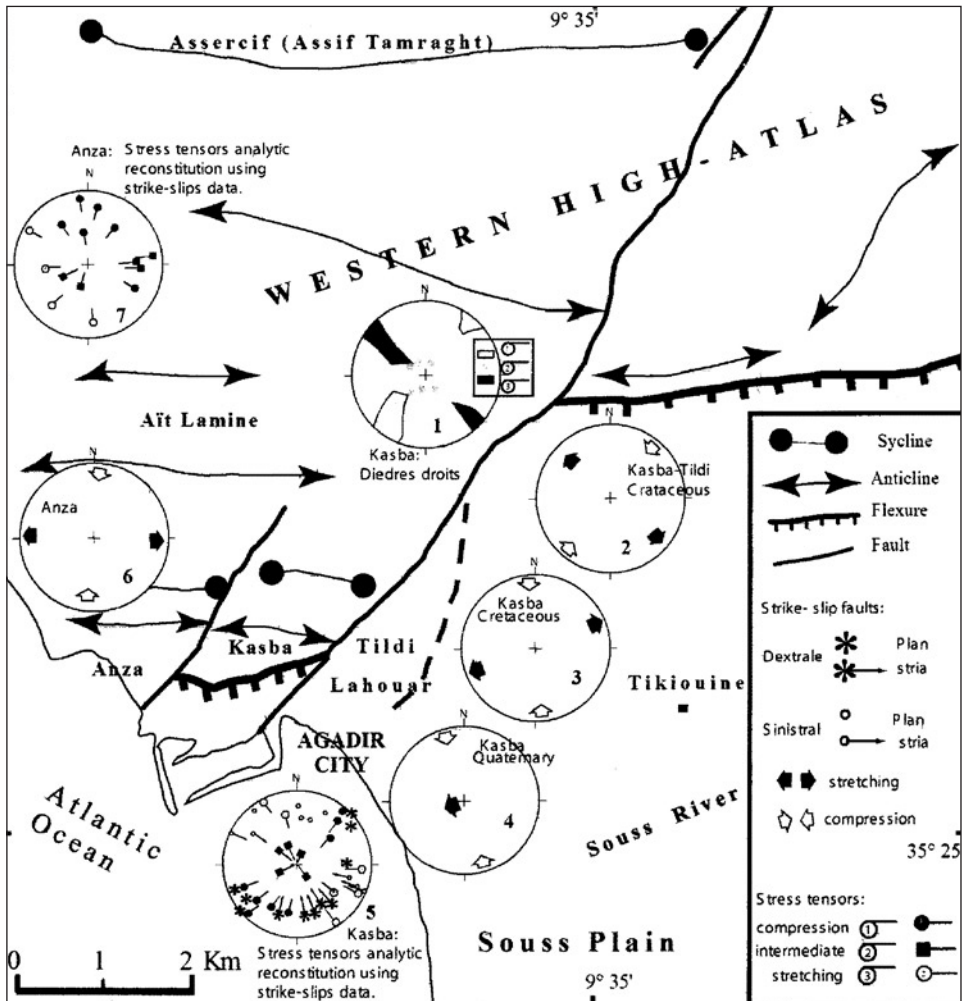 9° 35'
Assercif (Assif Tamraght)
WESTERN HIGH-ATLAS
Anza: Stress tensors analytic
reconstitution using
strike-slips data.
N
7
N
1
2
3
1
Kasba:
Diedres droits
Aït Lamine
N
Anza
6
N
Kasba-Tildi
Crataceous
2
N
Kasba
Cretaceous
3
N
Kasba
Quaternary
4
Anza
Kasba
Tildi
Lahouar
Tikiouine
AGADIR
CITY
Atlantic
Ocean
Souss River
N
5
Kasba:
Stress tensors analytic
reconstitution using
strike-slips data.
Souss Plain
0 1 2 Km
9° 35'
35° 25
Sycline
Anticline
Flexure
Fault
Strike- slip faults:
Dextrale
Plan
stria
Sinistral
Plan
stria
stretching
compression
Stress tensors:
compression 1
intermediate 2
stretching 3